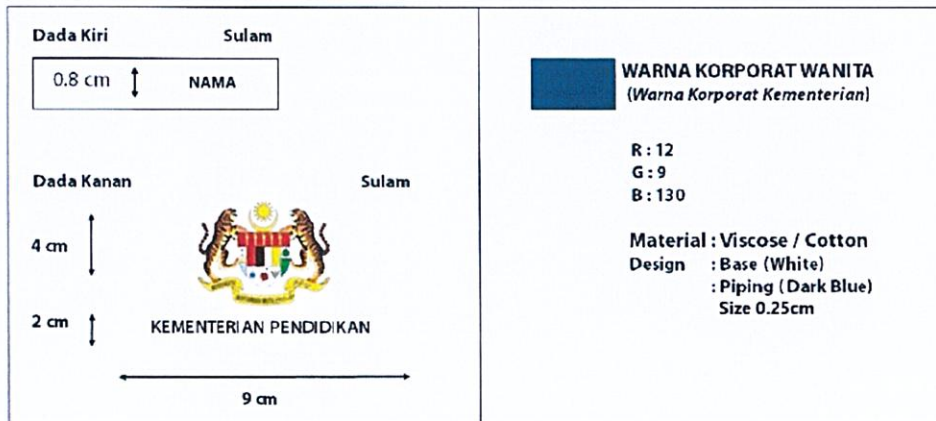 Dada Kiri Sulam
0.8 cm NAMA
Dada Kanan Sulam
4 cm
2 cm
KEMENTERIAN PENDIDIKAN
9 cm
WARNA KORPORAT WANITA
(Warna Korporat Kementerian)
R : 12
G : 9
B : 130
Material : Viscose / Cotton
Design : Base (White)
: Piping (Dark Blue)
Size 0.25cm